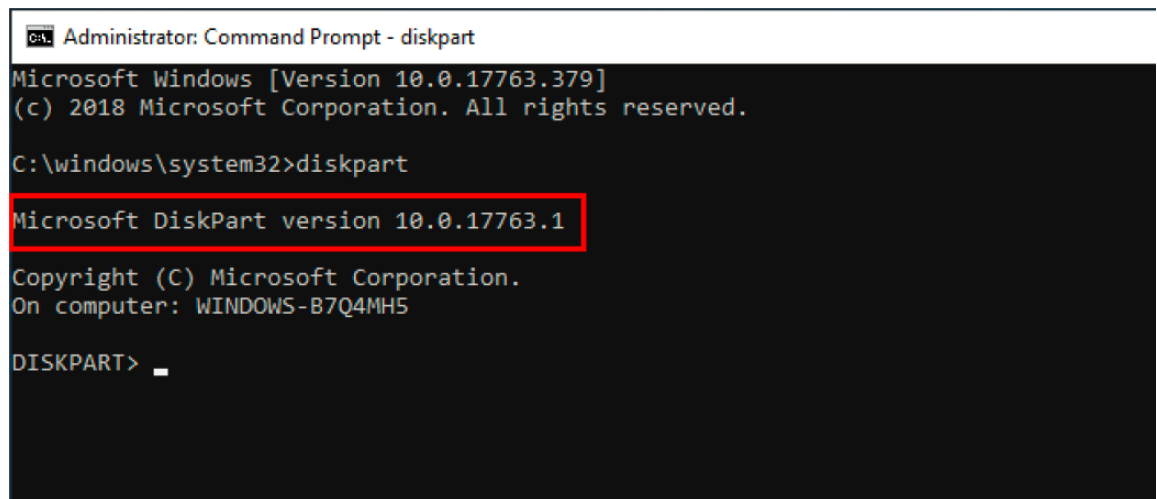 Administrator: Command Prompt - diskpart
Microsoft Windows [Version 10.0.17763.379]
(c) 2018 Microsoft Corporation. All rights reserved.
C:\windows\system32>diskpart
Microsoft DiskPart version 10.0.17763.1
Copyright (C) Microsoft Corporation.
On computer: WINDOWS-B7Q4MH5
DISKPART>